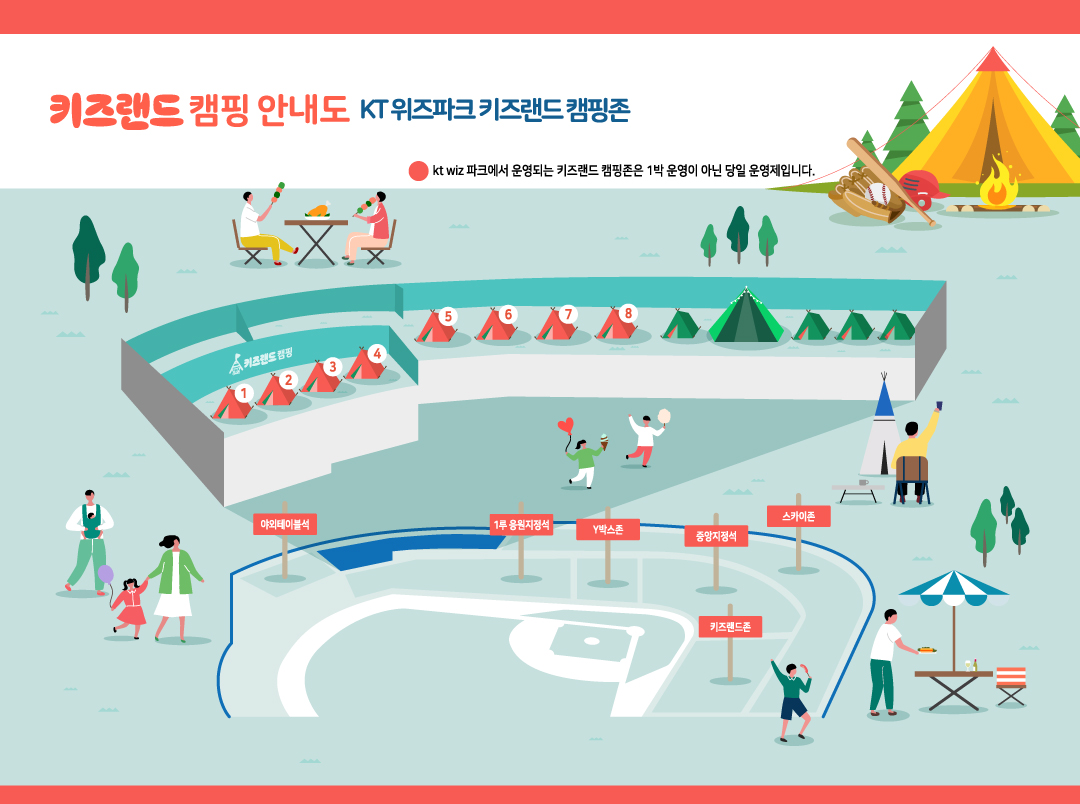 키즈랜드 캠핑 안내도 KT 위즈파크 키즈랜드 캠핑존
kt wiz 파크에서 운영되는 키즈랜드 캠핑존은 1박 운영이 아닌 당일 운영제입니다.
5 6 7 8
키즈랜드 캠핑
1 2 3 4
야외테이블석
1루 응원지정석
Y박스존
중앙지정석
스카이존
키즈랜드존